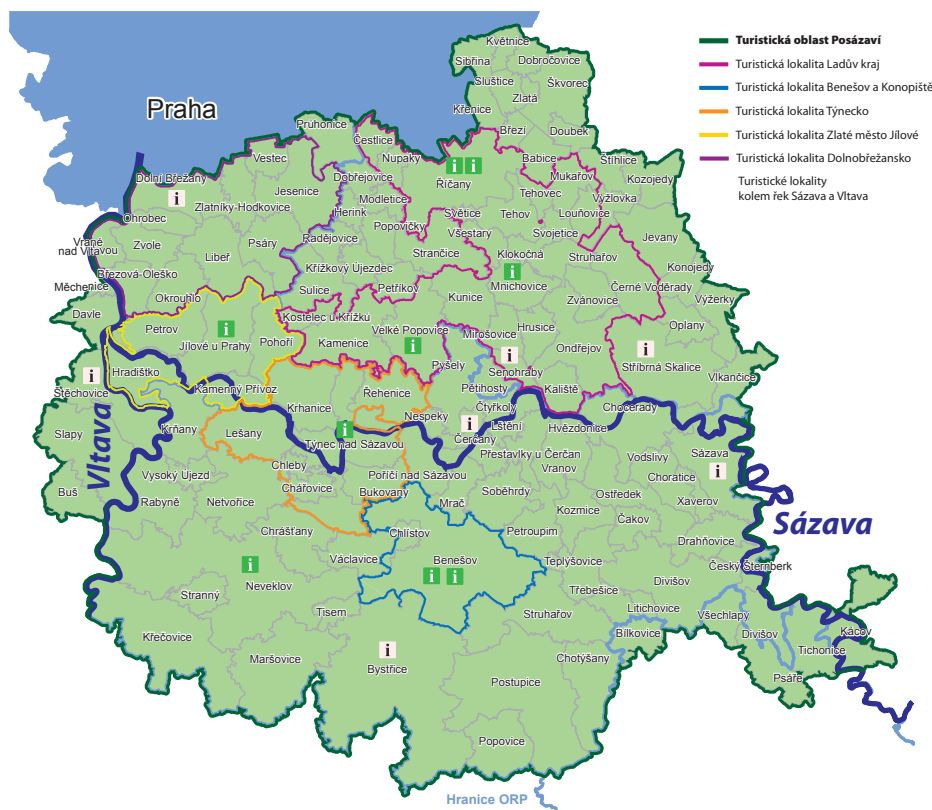 Praha
Turistická oblast Posázaví
Turistická lokalita Ladův kraj
Turistická lokalita Benešov a Konopiště
Turistická lokalita Týnecko
Turistická lokalita Zlaté město Jílové
Turistická lokalita Dolnobřežansko
Turistické lokality
kolem řek Sázava a Vltava
Květnice
Sibřina
Dobročovice
Sluštice
Škvorec
Zlatá
Křenice
Březí
Doubek
Průhonice
Čestlice
Nupaky
Vestec
Dobřejovice
i i
Říčany
Babice
Mukařov
Štíhlice
Kozojedy
Dolní Břežany
i
Jesenice
Modletice
Tehovec
Vyžlovka
Zlatníky-Hodkovice
Herink
Popovičky
Světice
Tehov
Louňovice
Ohrobec
Všestary
Svojetice
Jevany
Vrané
nad Vltavou
Zvole
Psáry
Radějovice
Strančice
Klokočná
Struhařov
Libeř
Křížkový Újezdec
i
Mnichovice
Konojedy
Březová-Oleško
Sulice
Petříkov
Kunice
Zvánovice
Černé Voděrady
Výžerky
Měchenice
Okrouhlo
Kostelec u Křížku
Davle
Petrov
i
Jílové u Prahy
Pohoří
Kamenice
Velké Popovice
i
Mirošovice
Hrusice
Oplany
Ondřejov
i
Senohraby
i
Stříbrná Skalice
Hradištko
Pyšely
Vlkančice
i
Štěchovice
Kamenný Přívoz
Řehenice
Pětihosty
Kaliště
Krhanice
Nespeky
Čtyřkoly
Chocerady
Slapy
Vltava
Krňany
Lešany
i
Týnec nad Sázavou
i
Čerčany
Lštění
Hvězdonice
Přestavlky u Čerčan
Vodslivy
Sázava
i
Vysoký Újezd
Chleby
Poříčí nad Sázavou
Vranov
Choratice
Buš
Rabyně
Netvořice
Chářovice
Bukovany
Mrač
Soběhrdy
Ostředek
Xaverov
Kozmice
Chrášťany
Chlístov
Petroupim
Čakov
Sázava
Drahňovice
Václavice
Benešov
i i
Teplýšovice
Český Šternberk
i
Neveklov
Stranný
Třebešice
Divišov
Tisem
Struhařov
Litichovice
Všechlapy
Křečovice
Bílkovice
Divišov
Kácov
i
Bystřice
Tichonice
Maršovice
Chotýšany
Psáře
Postupice
Popovice
Hranice ORP